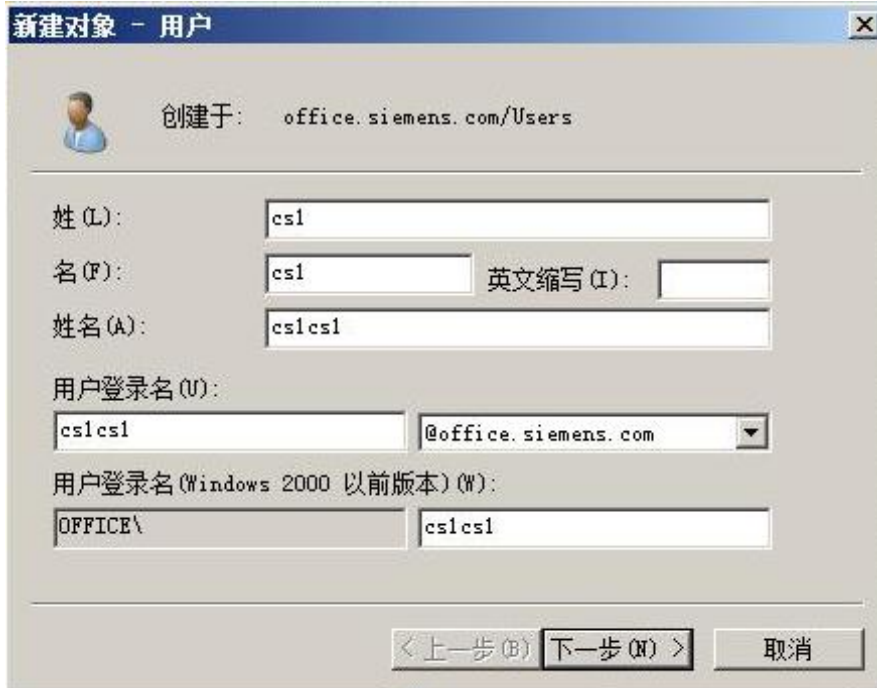 新建对象 - 用户
创建于: office.siemens.com/Users
姓(L): cs1
名(F): cs1 英文缩写(I):
姓名(A): cs1cs1
用户登录名(U):
cs1cs1 @office.siemens.com
用户登录名(Windows 2000 以前版本)(W):
OFFICE\ cs1cs1
< 上一步(B) 下一步(N) > 取消